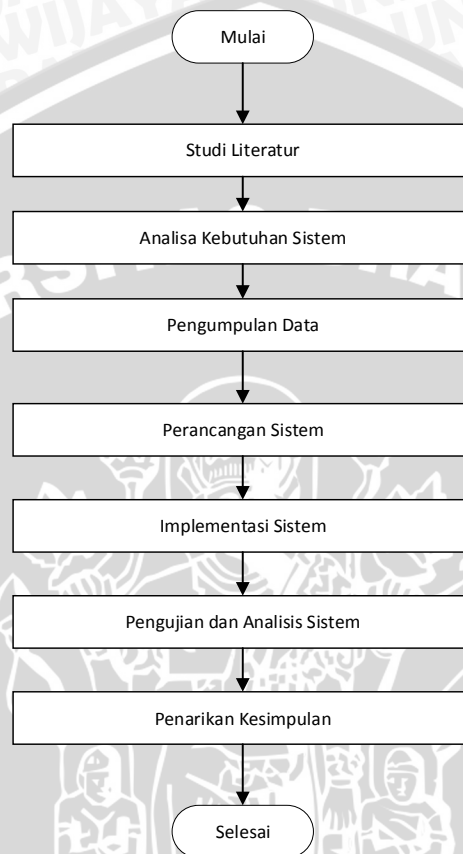 Mulai
Studi Literatur
Analisa Kebutuhan Sistem
Pengumpulan Data
Perancangan Sistem
Implementasi Sistem
Pengujian dan Analisis Sistem
Penarikan Kesimpulan
Selesai